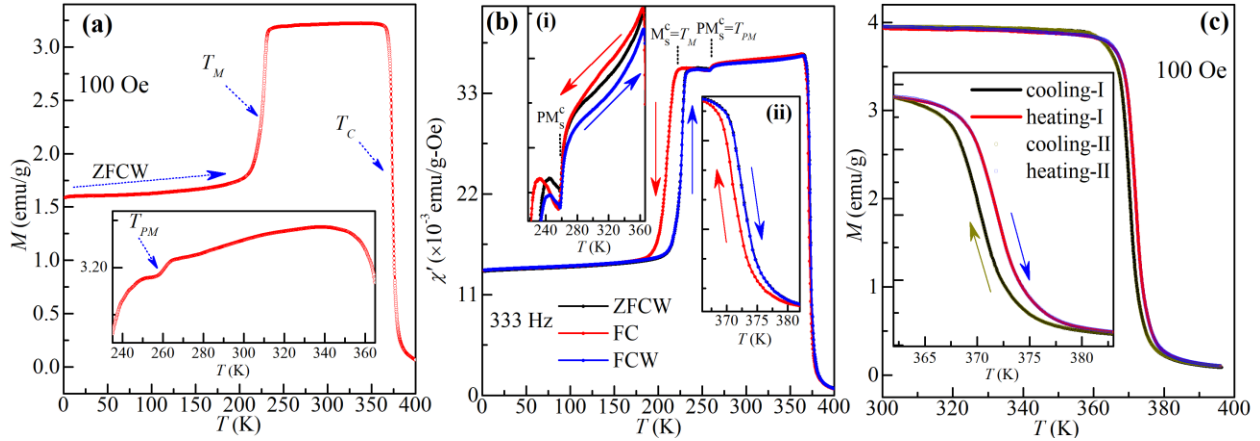 (a)
100 Oe
T_M
T_C
ZFCW
T_PM
3.20
240 260 280 300 320 340 360
T (K)
0.0
0.5
1.0
1.5
2.0
2.5
3.0
M (emu/g)
0 50 100 150 200 250 300 350 400
T (K)
(b)
(i)
PM_s^c
240 280 320 360
T (K)
M_s^c=T_M
PM_s^c=T_PM
(ii)
370 375 380
T (K)
333 Hz
ZFCW
FC
FCW
0
11
22
33
χ' (×10⁻³ emu/g-Oe)
0 50 100 150 200 250 300 350 400
T (K)
(c)
100 Oe
cooling-I
heating-I
cooling-II
heating-II
365 370 375 380
T (K)
0
1
2
3
4
M (emu/g)
300 320 340 360 380 400
T (K)